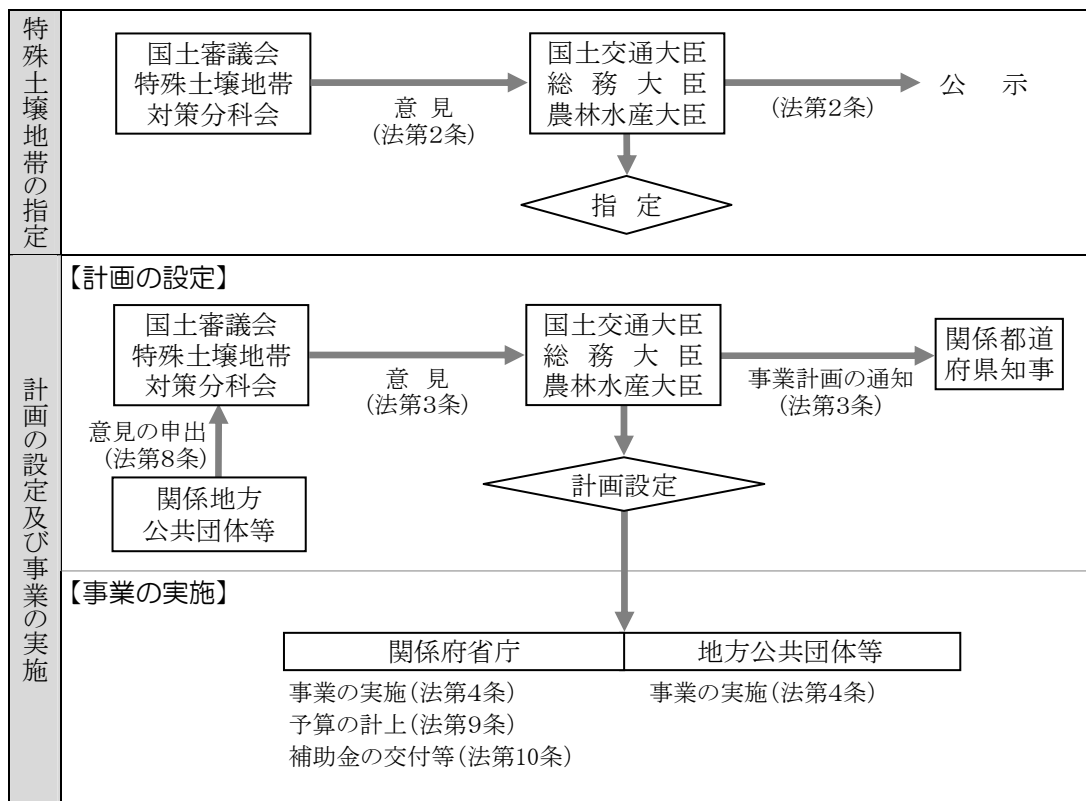 特殊土壌地帯の指定
国土審議会
特殊土壌地帯
対策分科会
意 見
(法第2条)
国土交通大臣
総 務 大 臣
農林水産大臣
(法第2条)
公 示
指 定
計画の設定及び事業の実施
【計画の設定】
国土審議会
特殊土壌地帯
対策分科会
意 見
(法第3条)
国土交通大臣
総 務 大 臣
農林水産大臣
事業計画の通知
(法第3条)
関係都道
府県知事
意見の申出
(法第8条)
関係地方
公共団体等
計画設定
【事業の実施】
関係府省庁
地方公共団体等
事業の実施(法第4条)
予算の計上(法第9条)
補助金の交付等(法第10条)
事業の実施(法第4条)